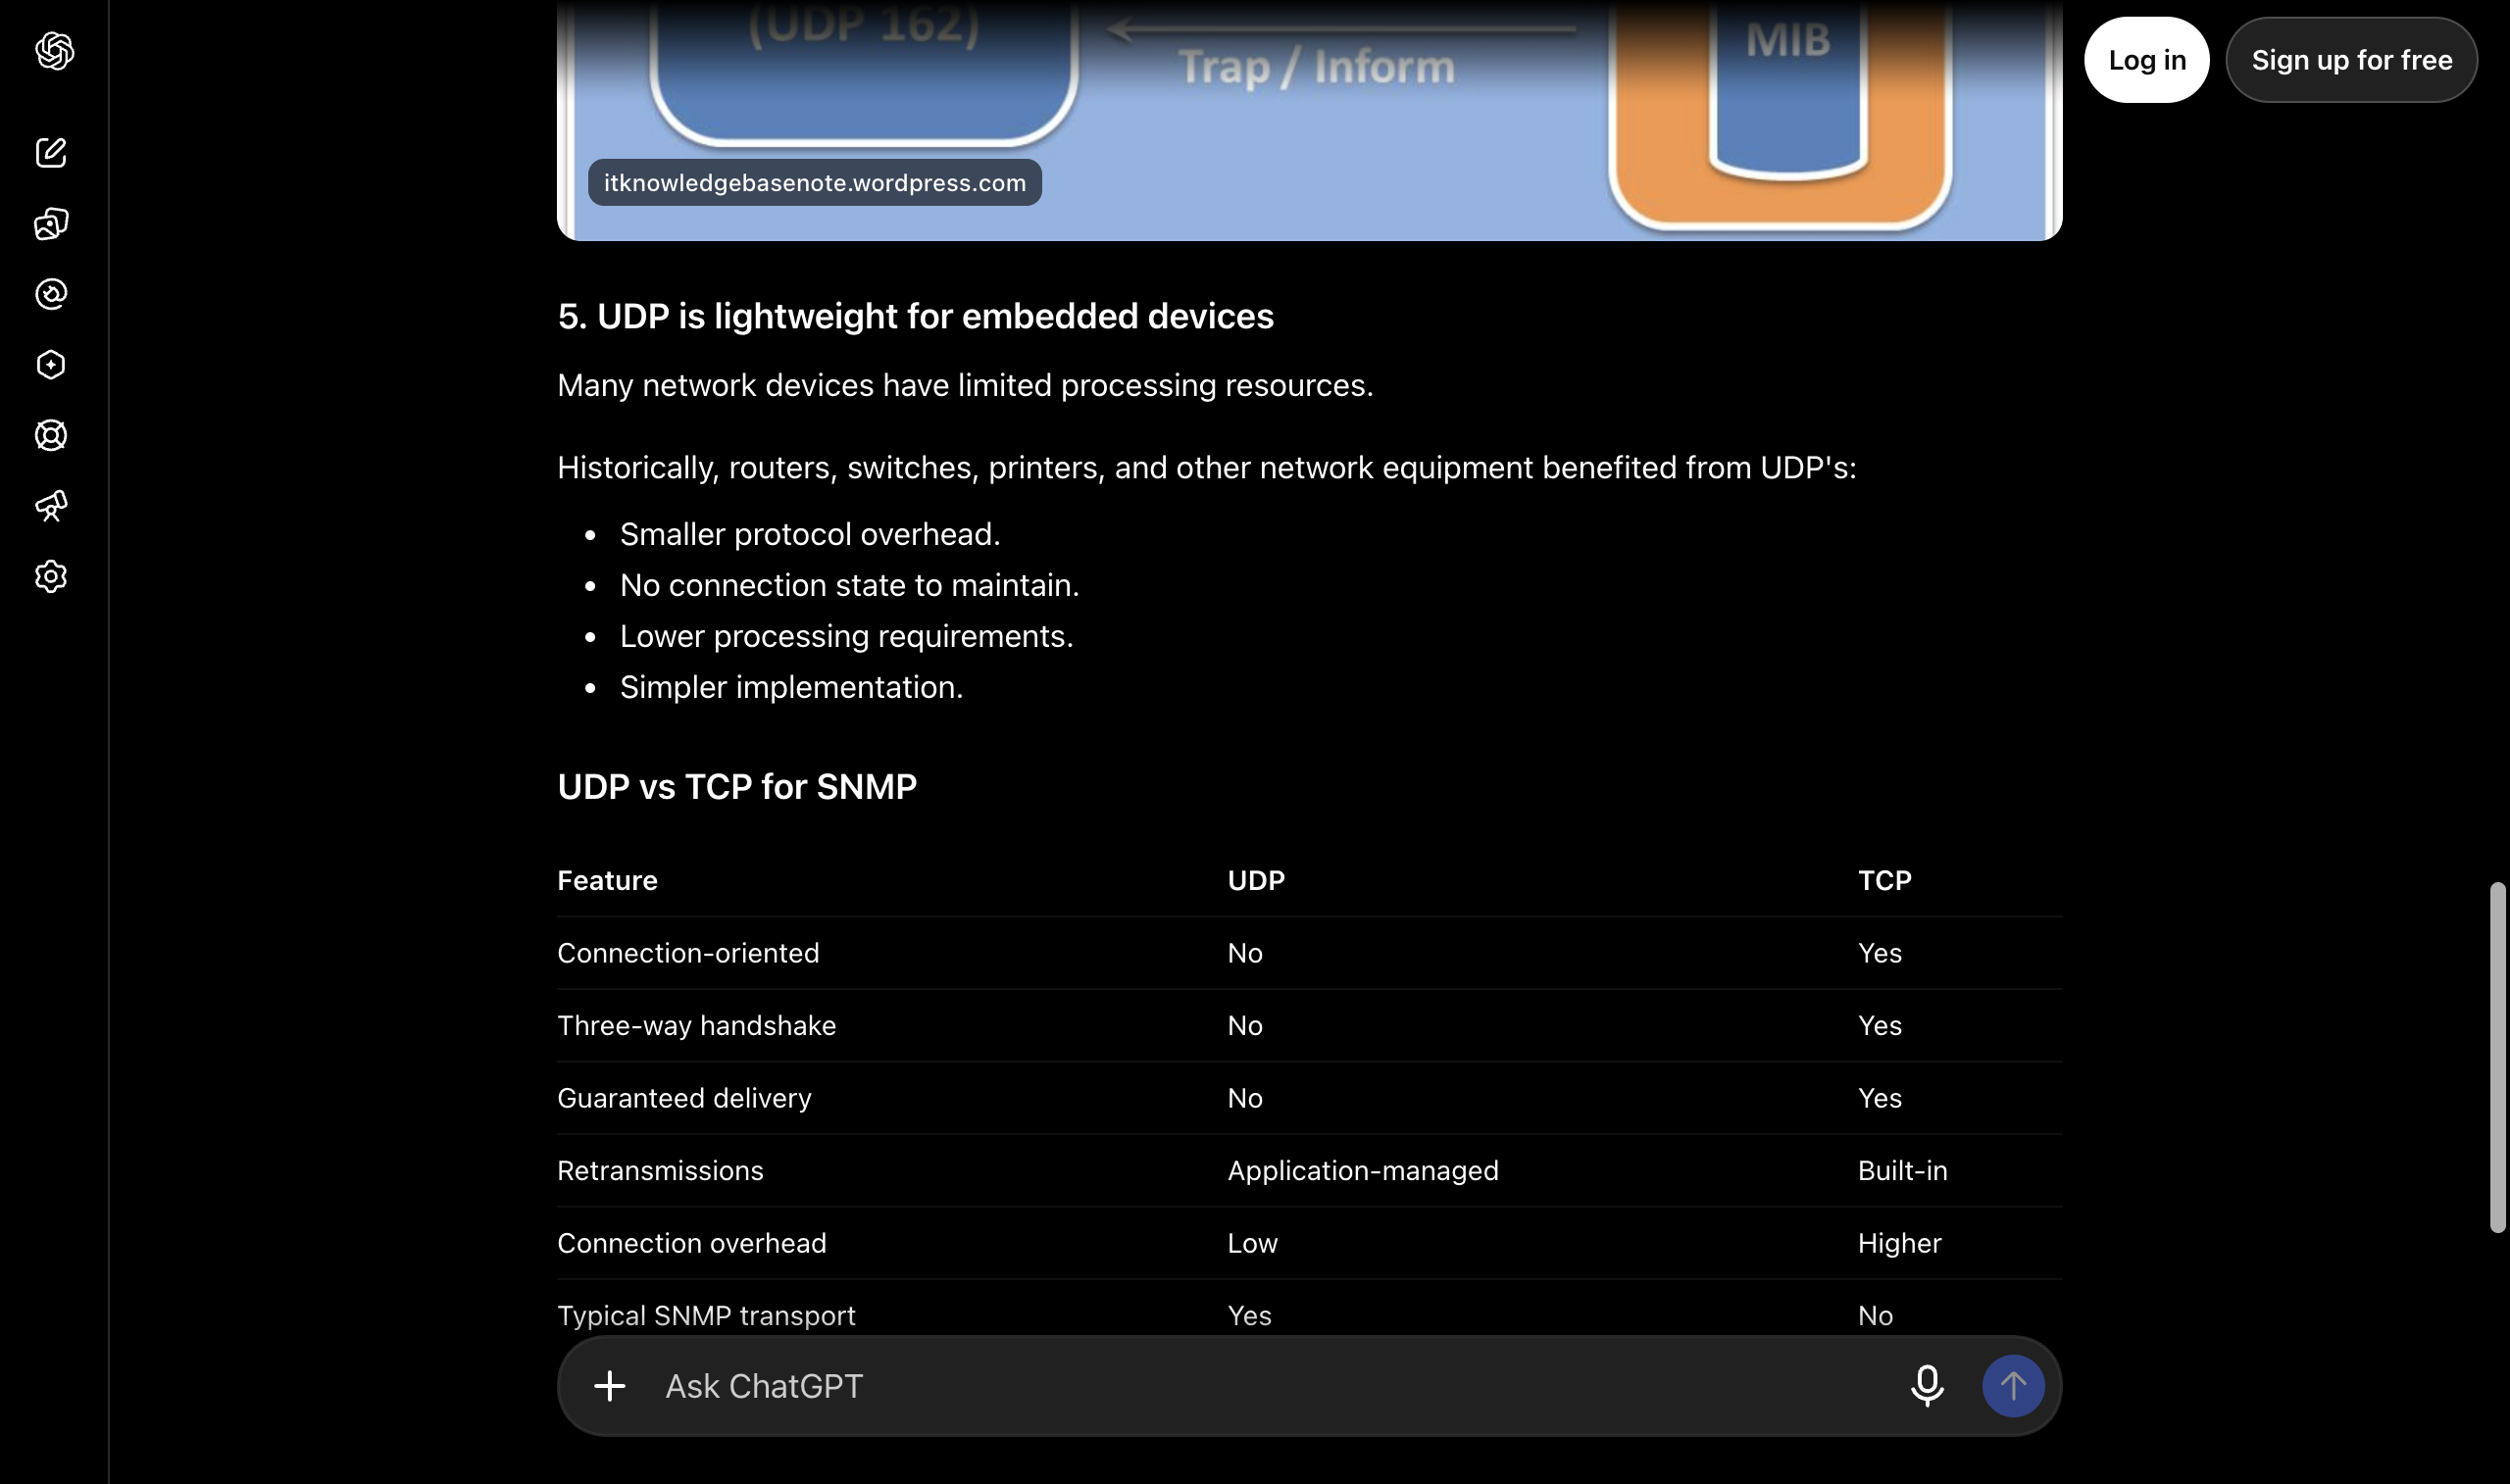 (UDP 162)
Trap / Inform
MIB
Log in
Sign up for free
itknowledgebasenote.wordpress.com
5. UDP is lightweight for embedded devices
Many network devices have limited processing resources.
Historically, routers, switches, printers, and other network equipment benefited from UDP's:
• Smaller protocol overhead.
• No connection state to maintain.
• Lower processing requirements.
• Simpler implementation.
UDP vs TCP for SNMP
Feature UDP TCP
Connection-oriented No Yes
Three-way handshake No Yes
Guaranteed delivery No Yes
Retransmissions Application-managed Built-in
Connection overhead Low Higher
Typical SNMP transport Yes No
Ask ChatGPT